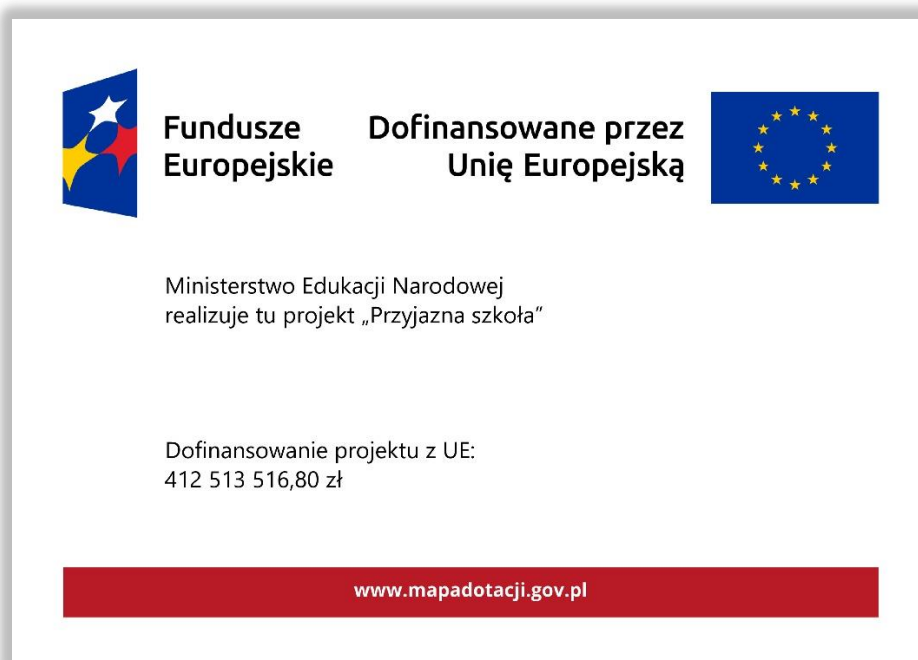 Fundusze
Europejskie
Dofinansowane przez
Unię Europejską
Ministerstwo Edukacji Narodowej
realizuje tu projekt „Przyjazna szkoła”
Dofinansowanie projektu z UE:
412 513 516,80 zł
www.mapadotacji.gov.pl